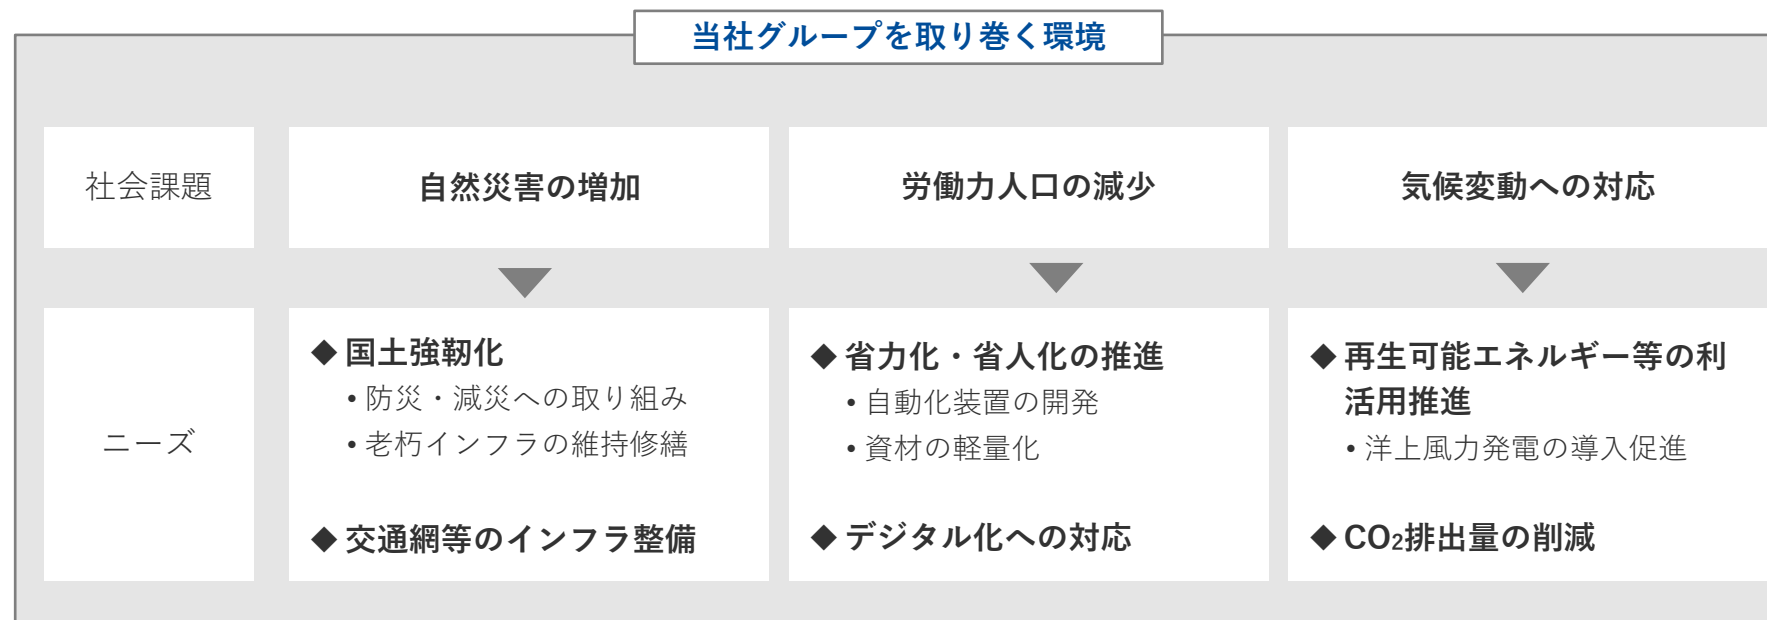 当社グループを取り巻く環境
社会課題
自然災害の増加
労働力人口の減少
気候変動への対応
ニーズ
◆ 国土強靭化
• 防災・減災への取り組み
• 老朽インフラの維持修繕
◆ 交通網等のインフラ整備
◆ 省力化・省人化の推進
• 自動化装置の開発
• 資材の軽量化
◆ デジタル化への対応
◆ 再生可能エネルギー等の利
活用推進
• 洋上風力発電の導入促進
◆ CO₂排出量の削減